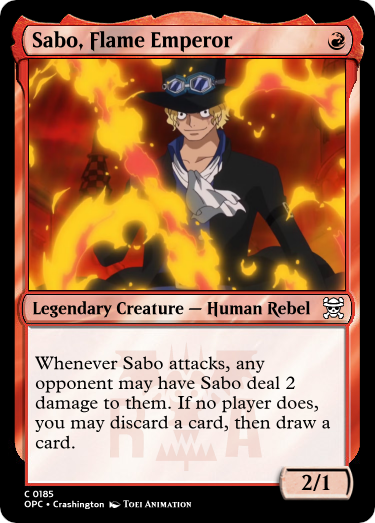 Sabo, Flame Emperor
Legendary Creature — Human Rebel
Whenever Sabo attacks, any
opponent may have Sabo deal 2
damage to them. If no player does,
you may discard a card, then draw a
card.
R A
2/1
C 0185
OPC • Crashington Toei Animation